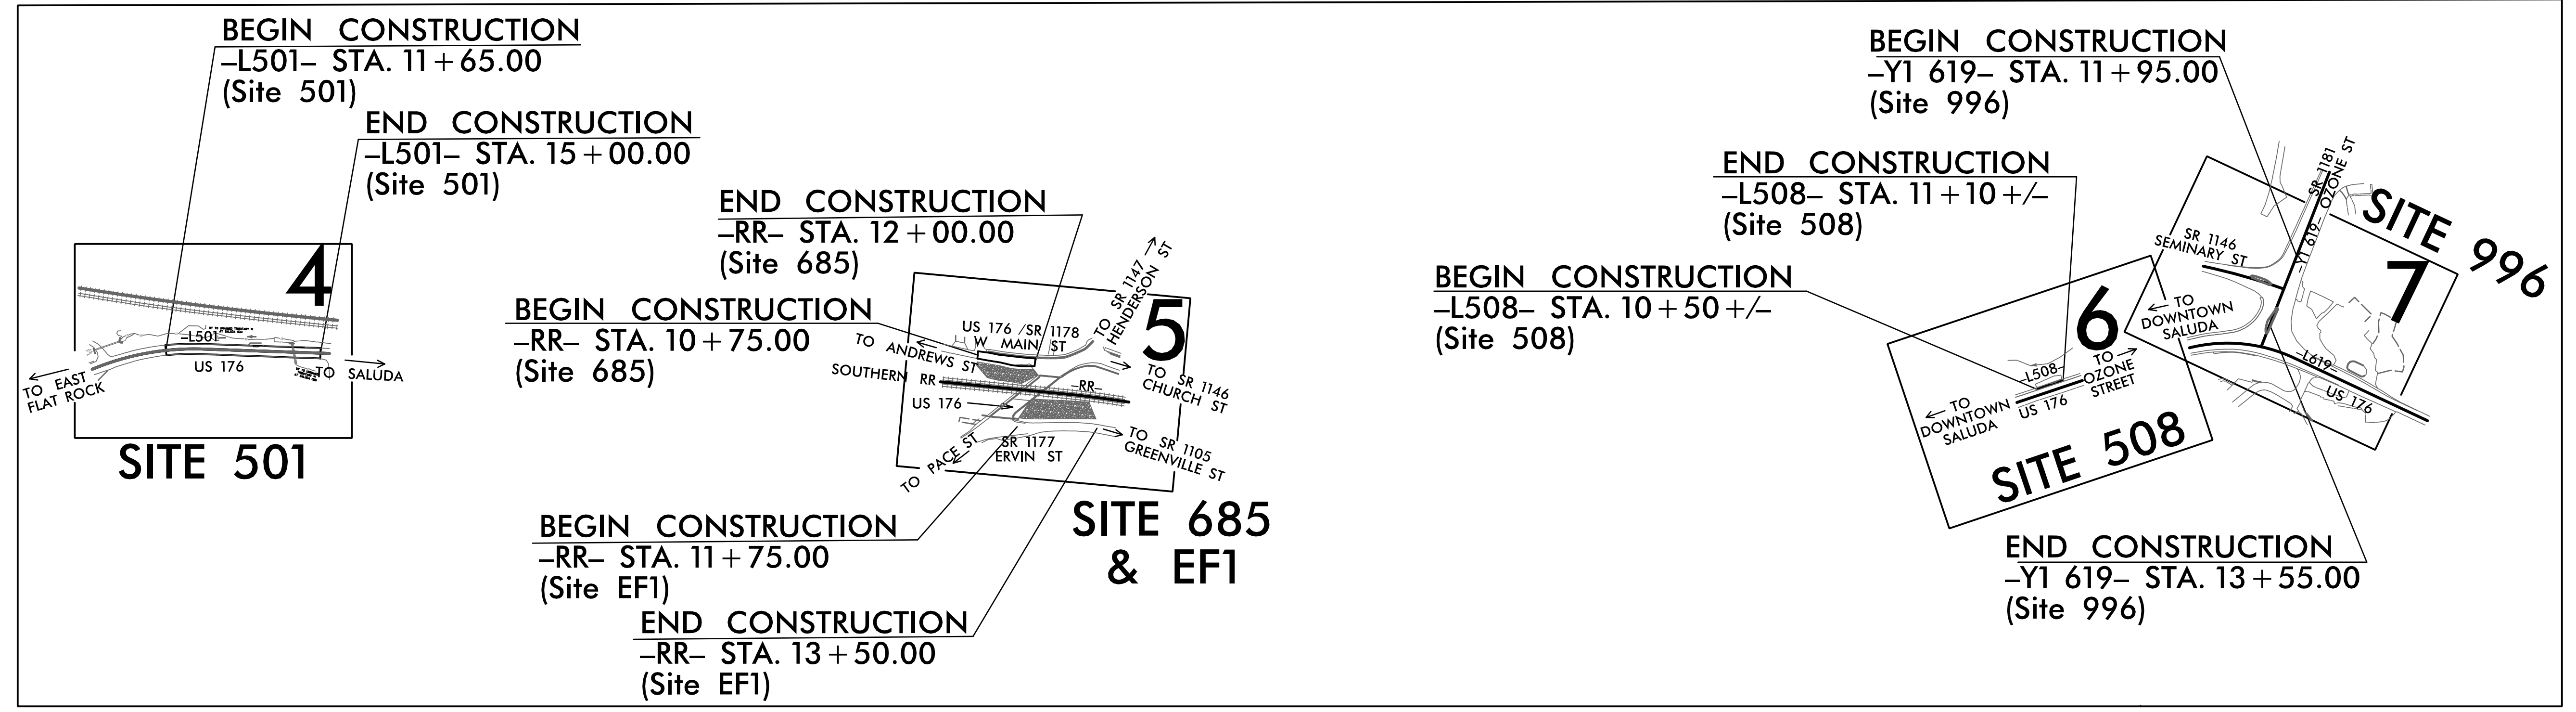 BEGIN CONSTRUCTION
–L501– STA. 11+65.00
(Site 501)
END CONSTRUCTION
–L501– STA. 15+00.00
(Site 501)
4
–L501–
US 176
TO EAST
FLAT ROCK
TO SALUDA
SITE 501
END CONSTRUCTION
–RR– STA. 12+00.00
(Site 685)
BEGIN CONSTRUCTION
–RR– STA. 10+75.00
(Site 685)
5
TO SR 1147
HENDERSON ST
US 176 /SR 1178
W MAIN ST
TO ANDREWS ST
SOUTHERN RR
–RR–
US 176
TO SR 1146
CHURCH ST
TO SR 1105
GREENVILLE ST
SR 1177
ERVIN ST
TO PACE ST
SITE 685
& EF1
BEGIN CONSTRUCTION
–RR– STA. 11+75.00
(Site EF1)
END CONSTRUCTION
–RR– STA. 13+50.00
(Site EF1)
BEGIN CONSTRUCTION
–Y1 619– STA. 11+95.00
(Site 996)
END CONSTRUCTION
–L508– STA. 11+10 +/–
(Site 508)
BEGIN CONSTRUCTION
–L508– STA. 10+50 +/–
(Site 508)
6
–L508–
US 176
TO
OZONE
STREET
TO
DOWNTOWN
SALUDA
SITE 508
SITE 996
7
SR 1181
OZONE ST
–Y1 619–
SR 1146
SEMINARY ST
TO
DOWNTOWN
SALUDA
–L619–
US 176
END CONSTRUCTION
–Y1 619– STA. 13+55.00
(Site 996)